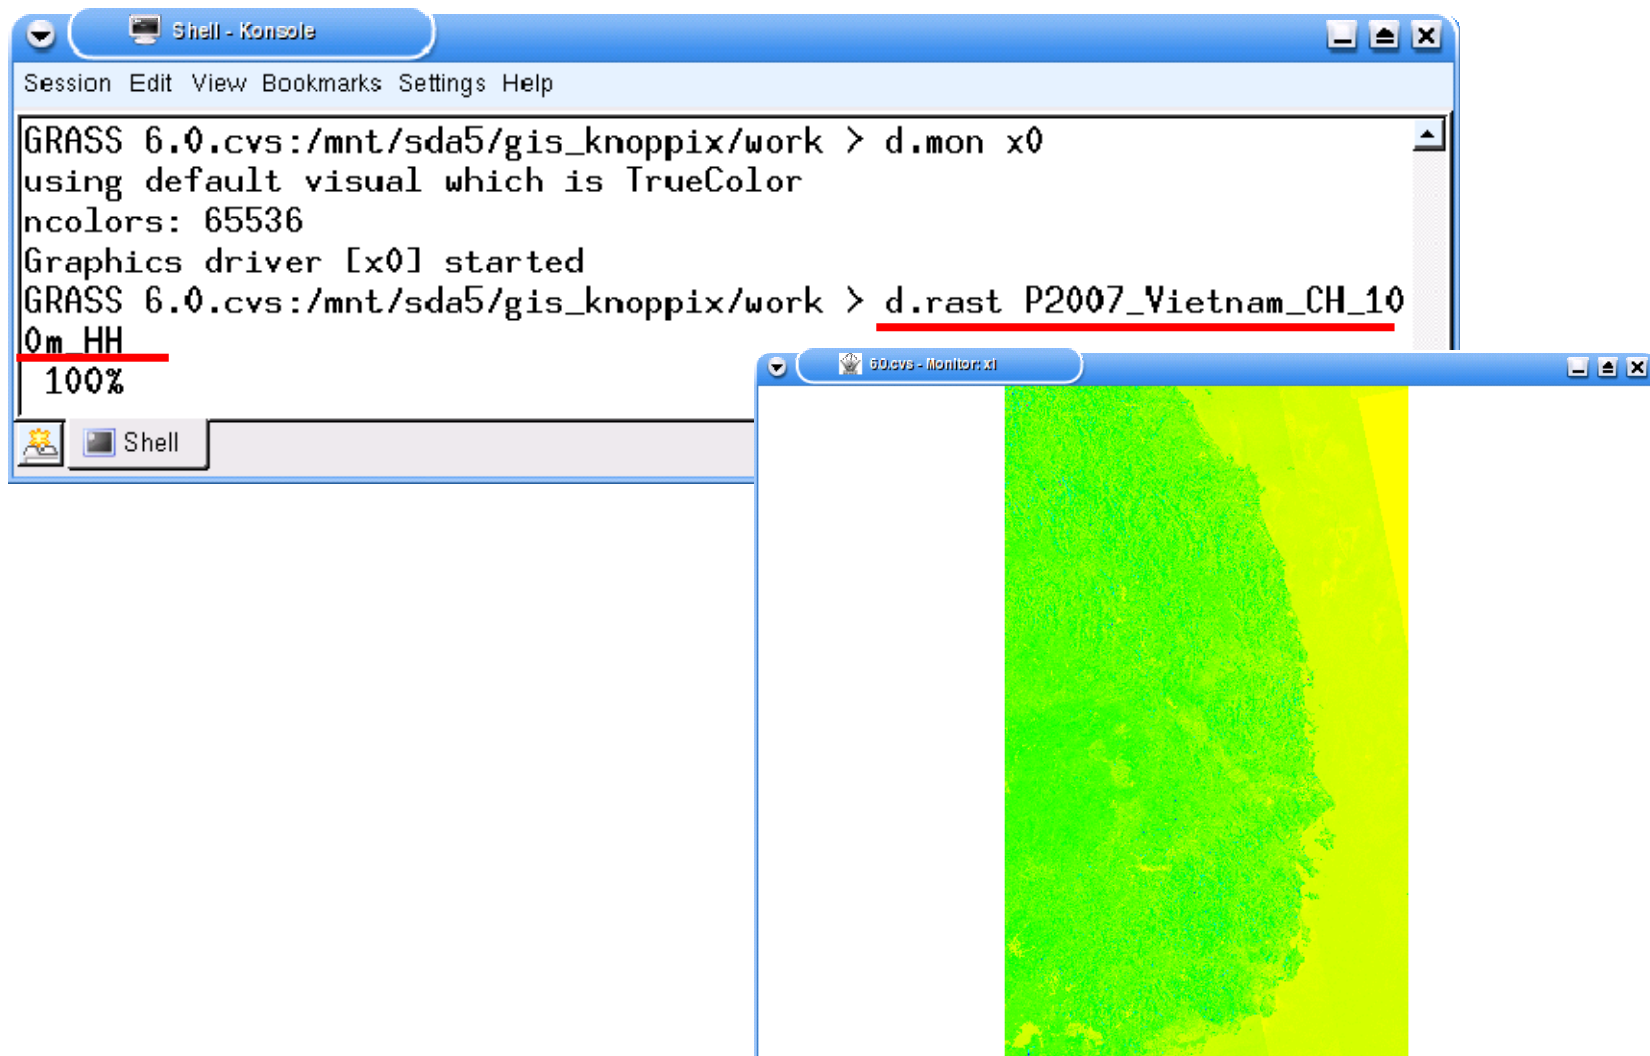 Shell - Konsole
Session Edit View Bookmarks Settings Help
GRASS 6.0.cvs:/mnt/sda5/gis_knoppix/work > d.mon x0
using default visual which is TrueColor
ncolors: 65536
Graphics driver [x0] started
GRASS 6.0.cvs:/mnt/sda5/gis_knoppix/work > d.rast P2007_Vietnam_CH_10
0m_HH
100%
Shell
6.0.cvs - Monitor: x1